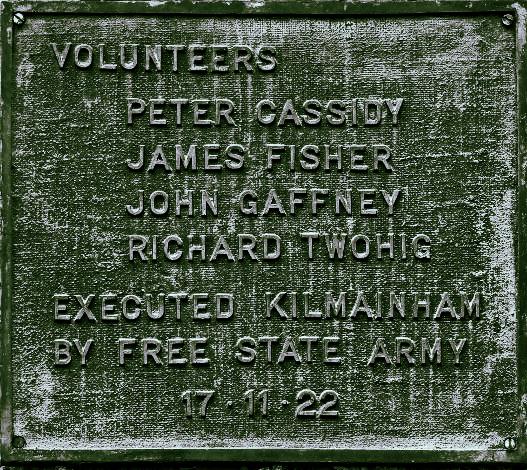 VOLUNTEERS
PETER CASSIDY
JAMES FISHER
JOHN GAFFNEY
RICHARD TWOHIG
EXECUTED KILMAINHAM
BY FREE STATE ARMY
17 · 11 · 22